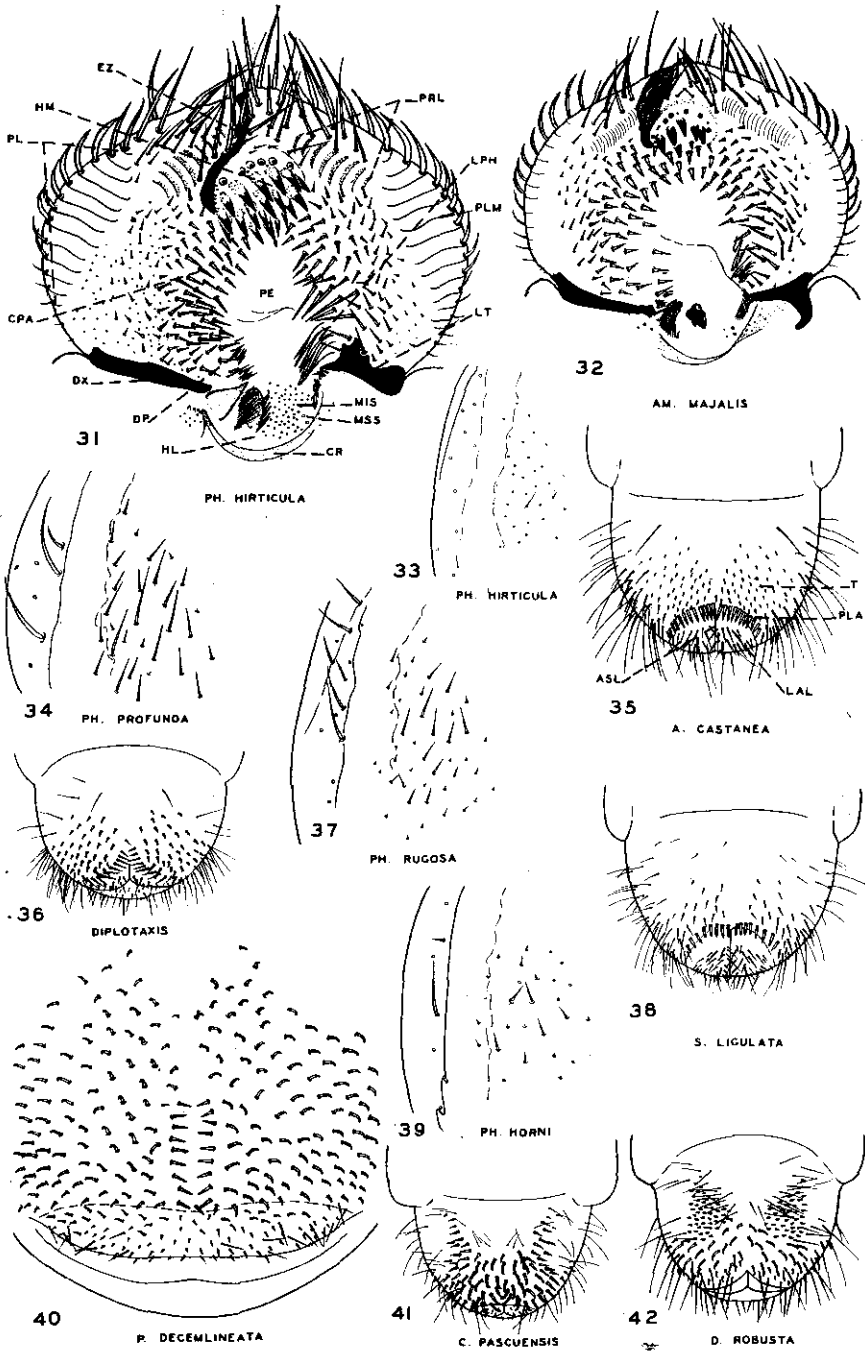 EZ
HM
PL
PRL
LPH
PLM
CPA
PE
LT
DX
DP
HL
MIS
MSS
CR
31
PH. HIRTICULA
32
AM. MAJALIS
33
PH. HIRTICULA
34
PH. PROFUNDA
T
PLA
ASL
LAL
35
A. CASTANEA
36
DIPLOTAXIS
37
PH. RUGOSA
38
S. LIGULATA
39
PH. HORNI
40
P. DECEMLINEATA
41
C. PASCUENSIS
42
D. ROBUSTA